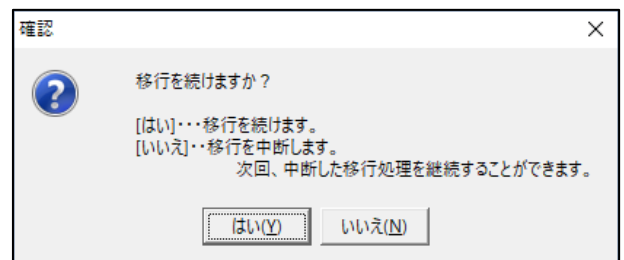 確認
移行を続けますか？
[はい]・・・移行を続けます。
[いいえ]・・移行を中断します。
次回、中断した移行処理を継続することができます。
はい(Y)
いいえ(N)